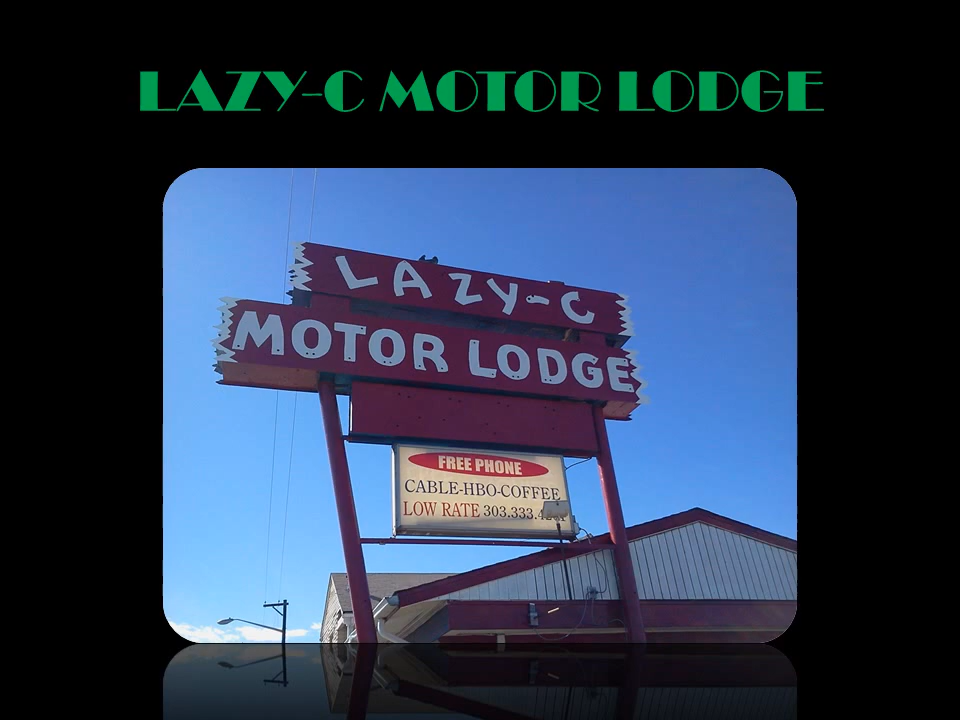 LAZY-C MOTOR LODGE
LAZY-C
MOTOR LODGE
FREE PHONE
CABLE-HBO-COFFEE
LOW RATE